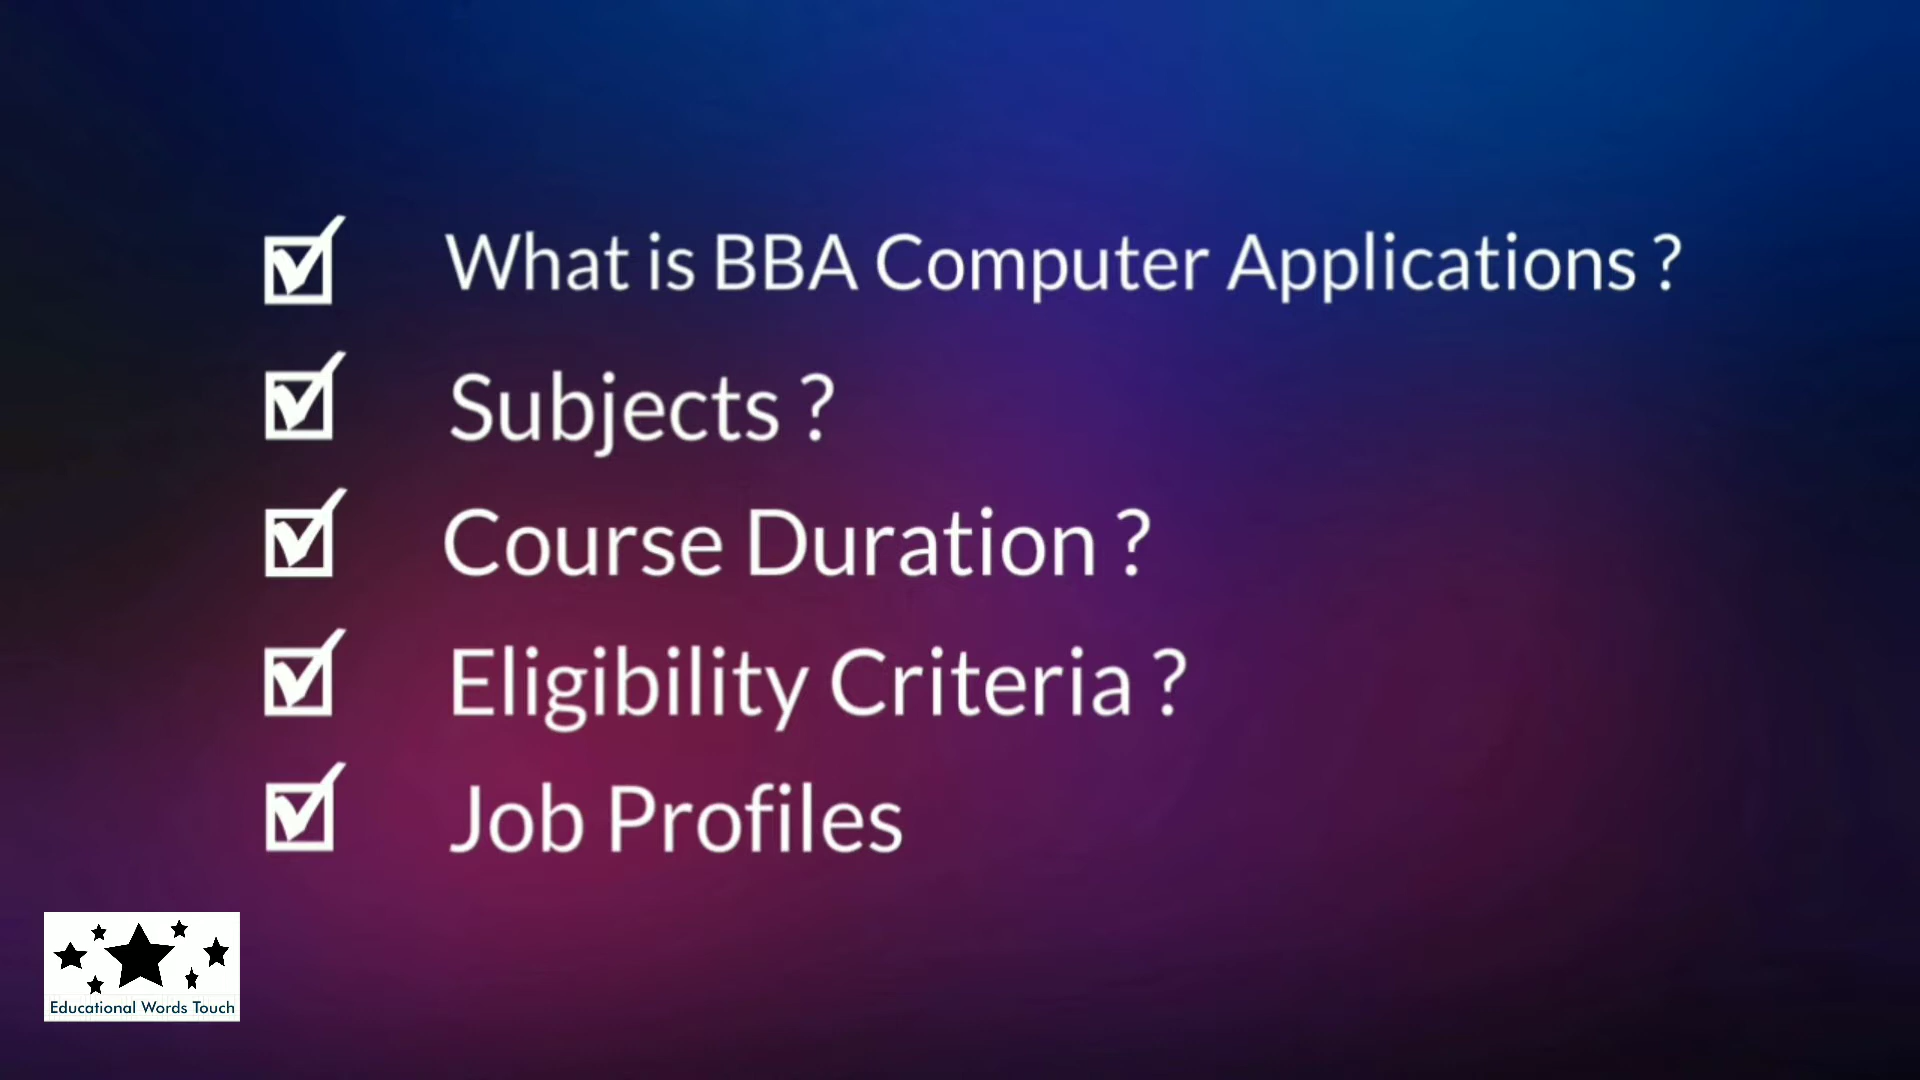 What is BBA Computer Applications ?
Subjects ?
Course Duration ?
Eligibility Criteria ?
Job Profiles
Educational Words Touch